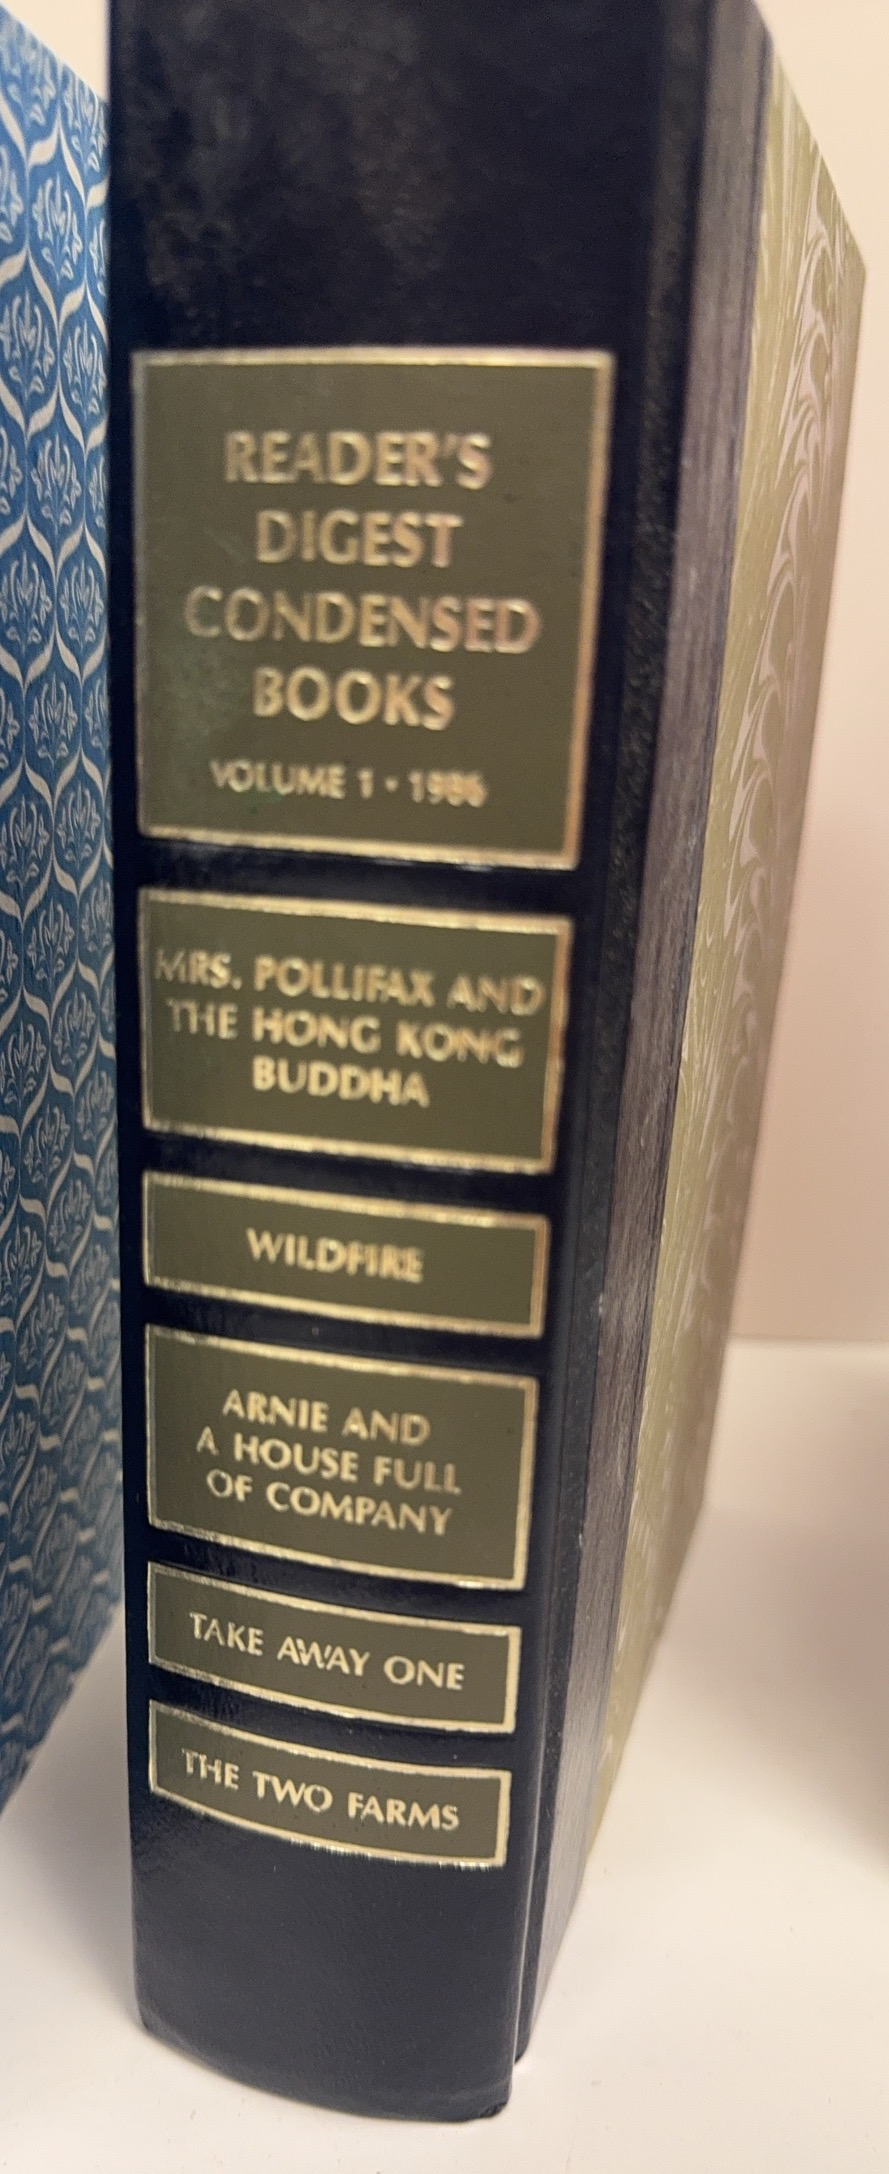 READER'S
DIGEST
CONDENSED
BOOKS
VOLUME 1 • 1986
MRS. POLLIFAX AND
THE HONG KONG
BUDDHA
WILDFIRE
ARNIE AND
A HOUSE FULL
OF COMPANY
TAKE AWAY ONE
THE TWO FARMS